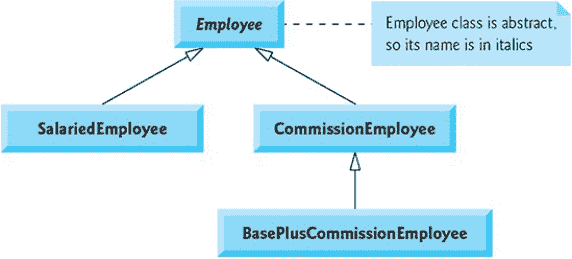 Employee
Employee class is abstract,
so its name is in italics
SalariedEmployee
CommissionEmployee
BasePlusCommissionEmployee